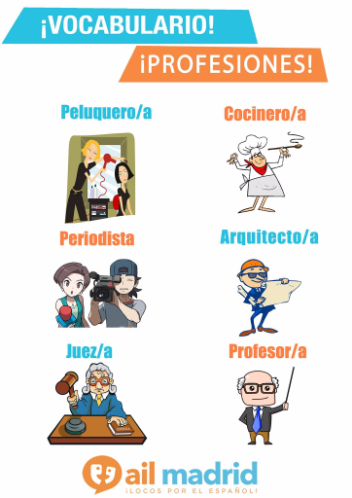 ¡VOCABULARIO!
¡PROFESIONES!
Peluquero/a
Cocinero/a
Periodista
Arquitecto/a
Juez/a
Profesor/a
ail madrid
¡LOCOS POR EL ESPAÑOL!